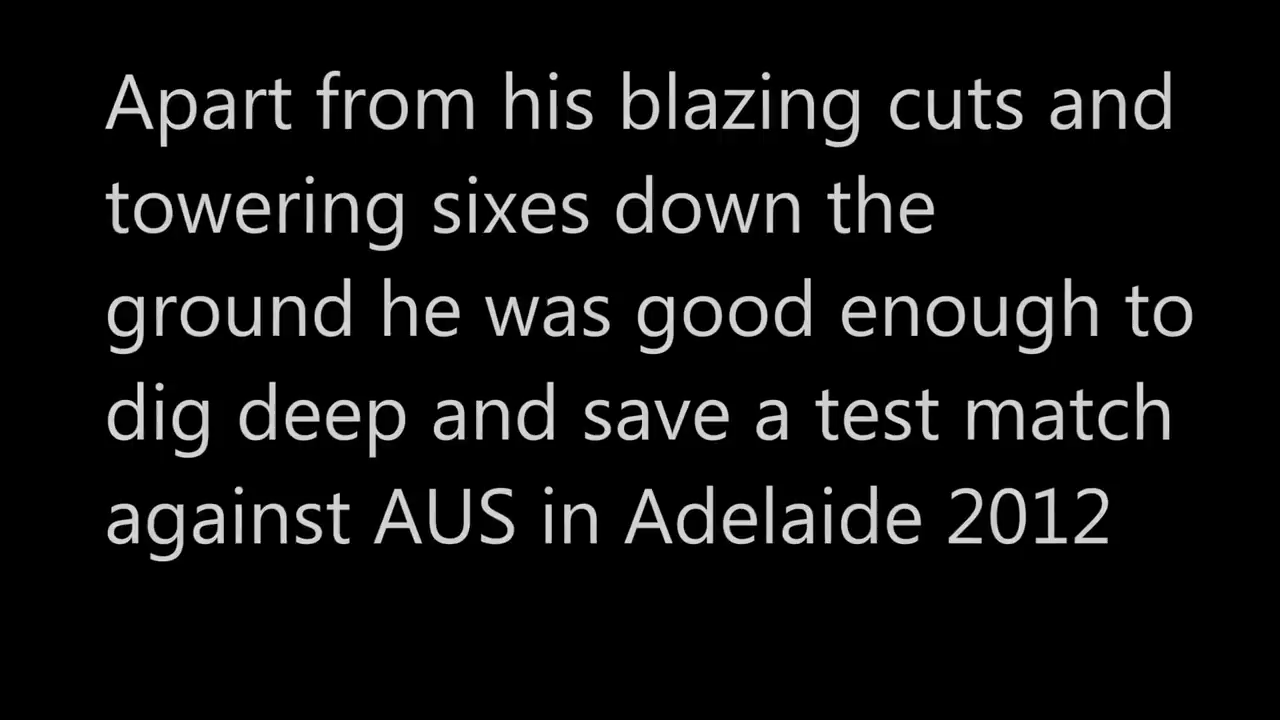 Apart from his blazing cuts and
towering sixes down the
ground he was good enough to
dig deep and save a test match
against AUS in Adelaide 2012